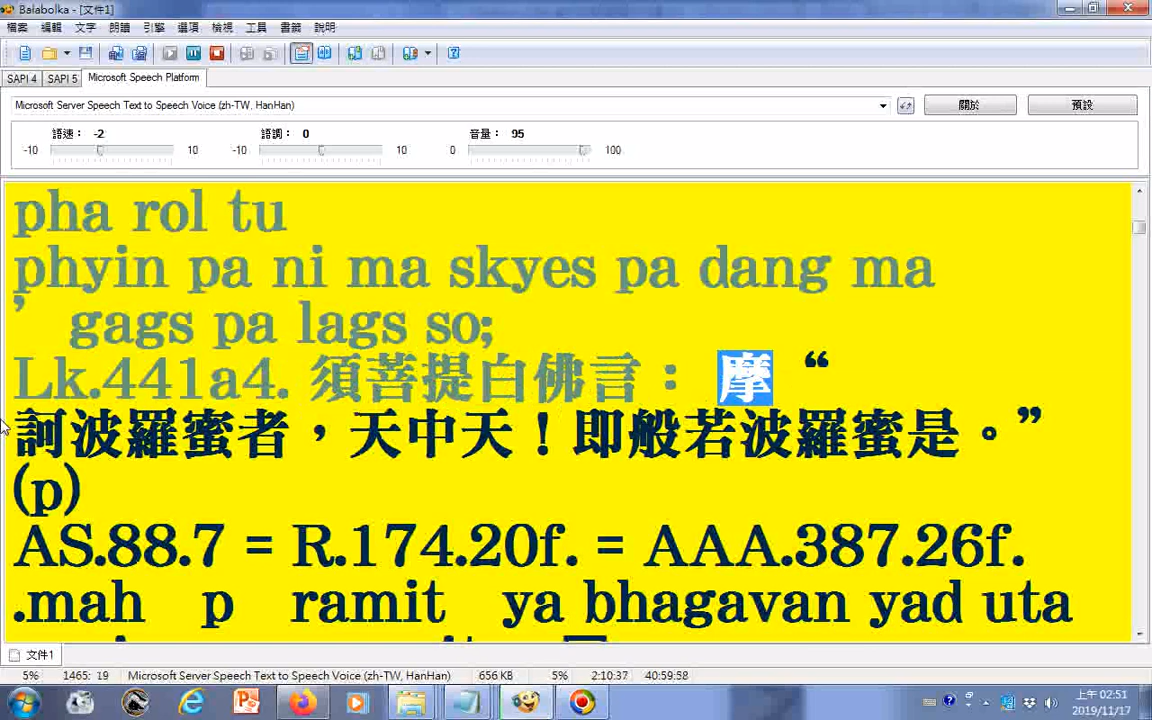 Balabolka - [文件1]
檔案 編輯 文字 朗讀 引擎 選項 檢視 工具 書籤 說明
SAPI 4 SAPI 5 Microsoft Speech Platform
Microsoft Server Speech Text to Speech Voice (zh-TW, HanHan) 關於 預設
語速： -2 語調： 0 音量： 95
-10 10 -10 10 0 100
pha rol tu
phyin pa ni ma skyes pa dang ma
’ gags pa lags so;
Lk.441a4. 須菩提白佛言： 摩 “
訶波羅蜜者，天中天！即般若波羅蜜是。”
(p)
AS.88.7 = R.174.20f. = AAA.387.26f.
.mah p ramit ya bhagavan yad uta
文件1
5% 1465: 19 Microsoft Server Speech Text to Speech Voice (zh-TW, HanHan) 656 KB 5% 2:10:37 40:59:58
上午 02:51
2019/11/17